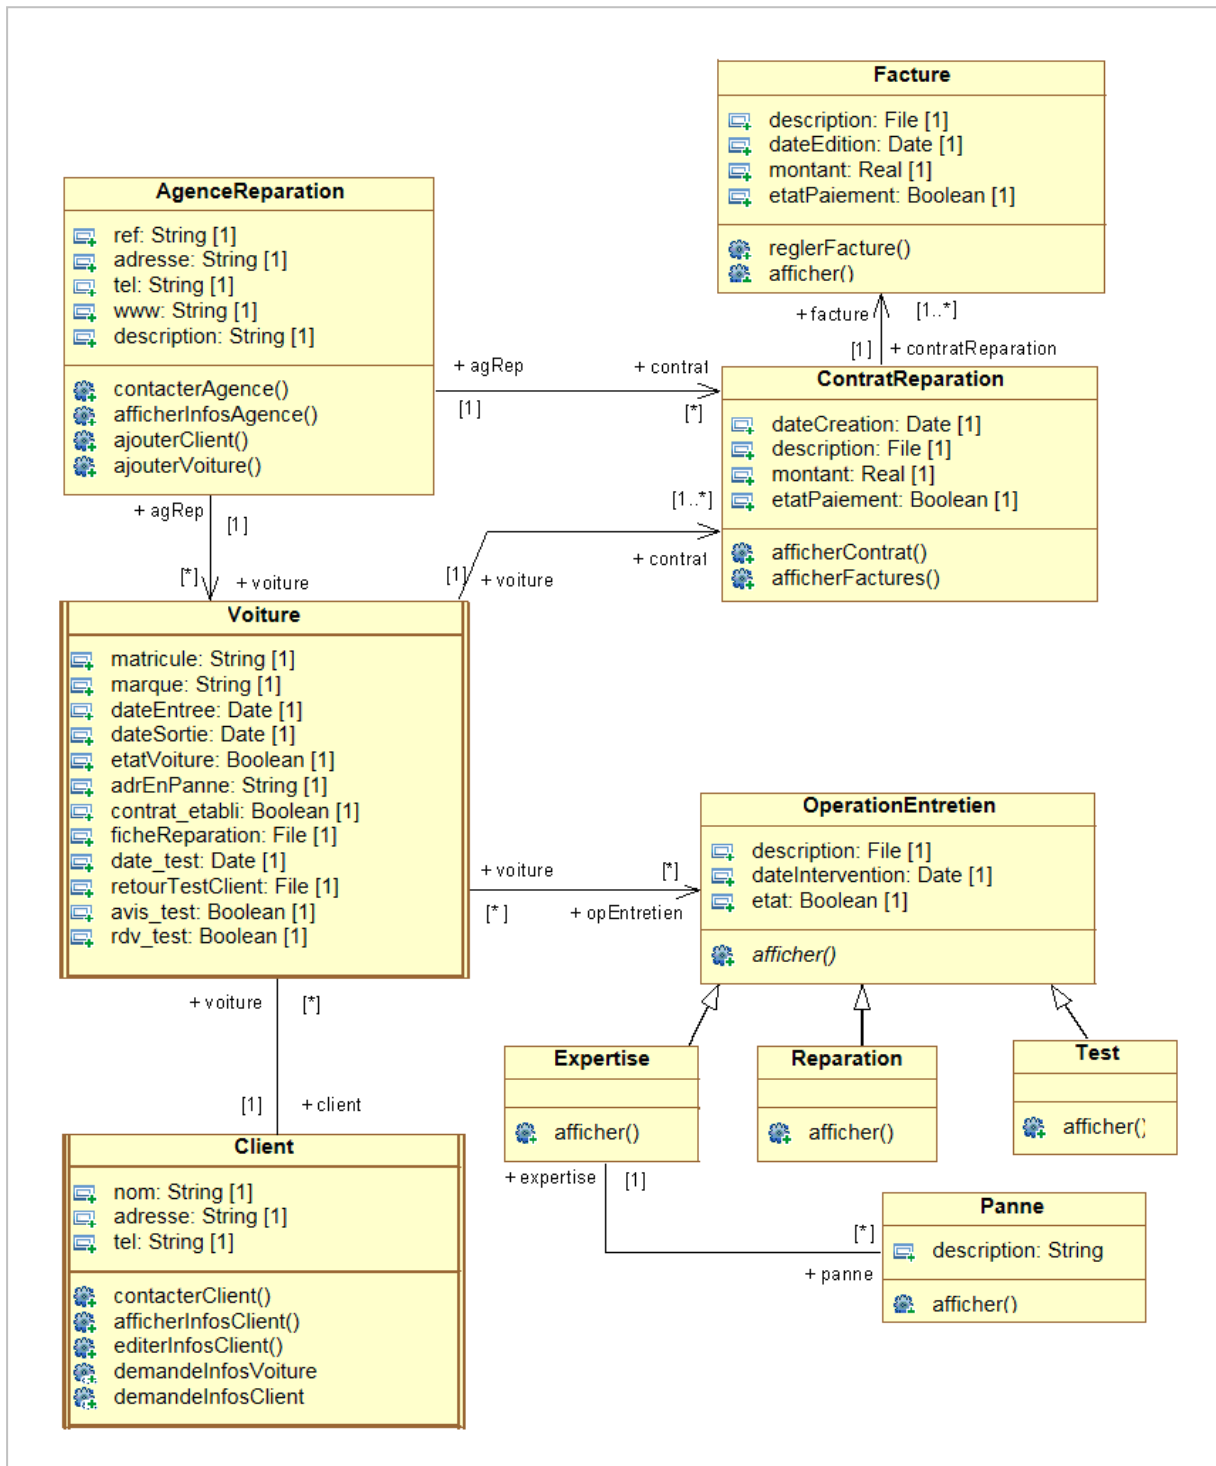 Facture
description: File [1]
dateEdition: Date [1]
montant: Real [1]
etatPaiement: Boolean [1]
reglerFacture()
afficher()
AgenceReparation
ref: String [1]
adresse: String [1]
tel: String [1]
www: String [1]
description: String [1]
contacterAgence()
afficherInfosAgence()
ajouterClient()
ajouterVoiture()
+ facture
[1..*]
[1]
+ contratReparation
+ agRep
+ contrat
[1]
[*]
ContratReparation
dateCreation: Date [1]
description: File [1]
montant: Real [1]
etatPaiement: Boolean [1]
afficherContrat()
afficherFactures()
+ agRep
[1]
[*]
+ voiture
[1..*]
+ contrat
[1]
+ voiture
Voiture
matricule: String [1]
marque: String [1]
dateEntree: Date [1]
dateSortie: Date [1]
etatVoiture: Boolean [1]
adrEnPanne: String [1]
contrat_etabli: Boolean [1]
ficheReparation: File [1]
date_test: Date [1]
retourTestClient: File [1]
avis_test: Boolean [1]
rdv_test: Boolean [1]
+ voiture
[*]
[*]
+ opEntretien
OperationEntretien
description: File [1]
dateIntervention: Date [1]
etat: Boolean [1]
afficher()
+ voiture
[*]
[1]
+ client
Expertise
afficher()
Reparation
afficher()
Test
afficher()
+ expertise
[1]
[*]
+ panne
Panne
description: String
afficher()
Client
nom: String [1]
adresse: String [1]
tel: String [1]
contacterClient()
afficherInfosClient()
editerInfosClient()
demandeInfosVoiture
demandeInfosClient